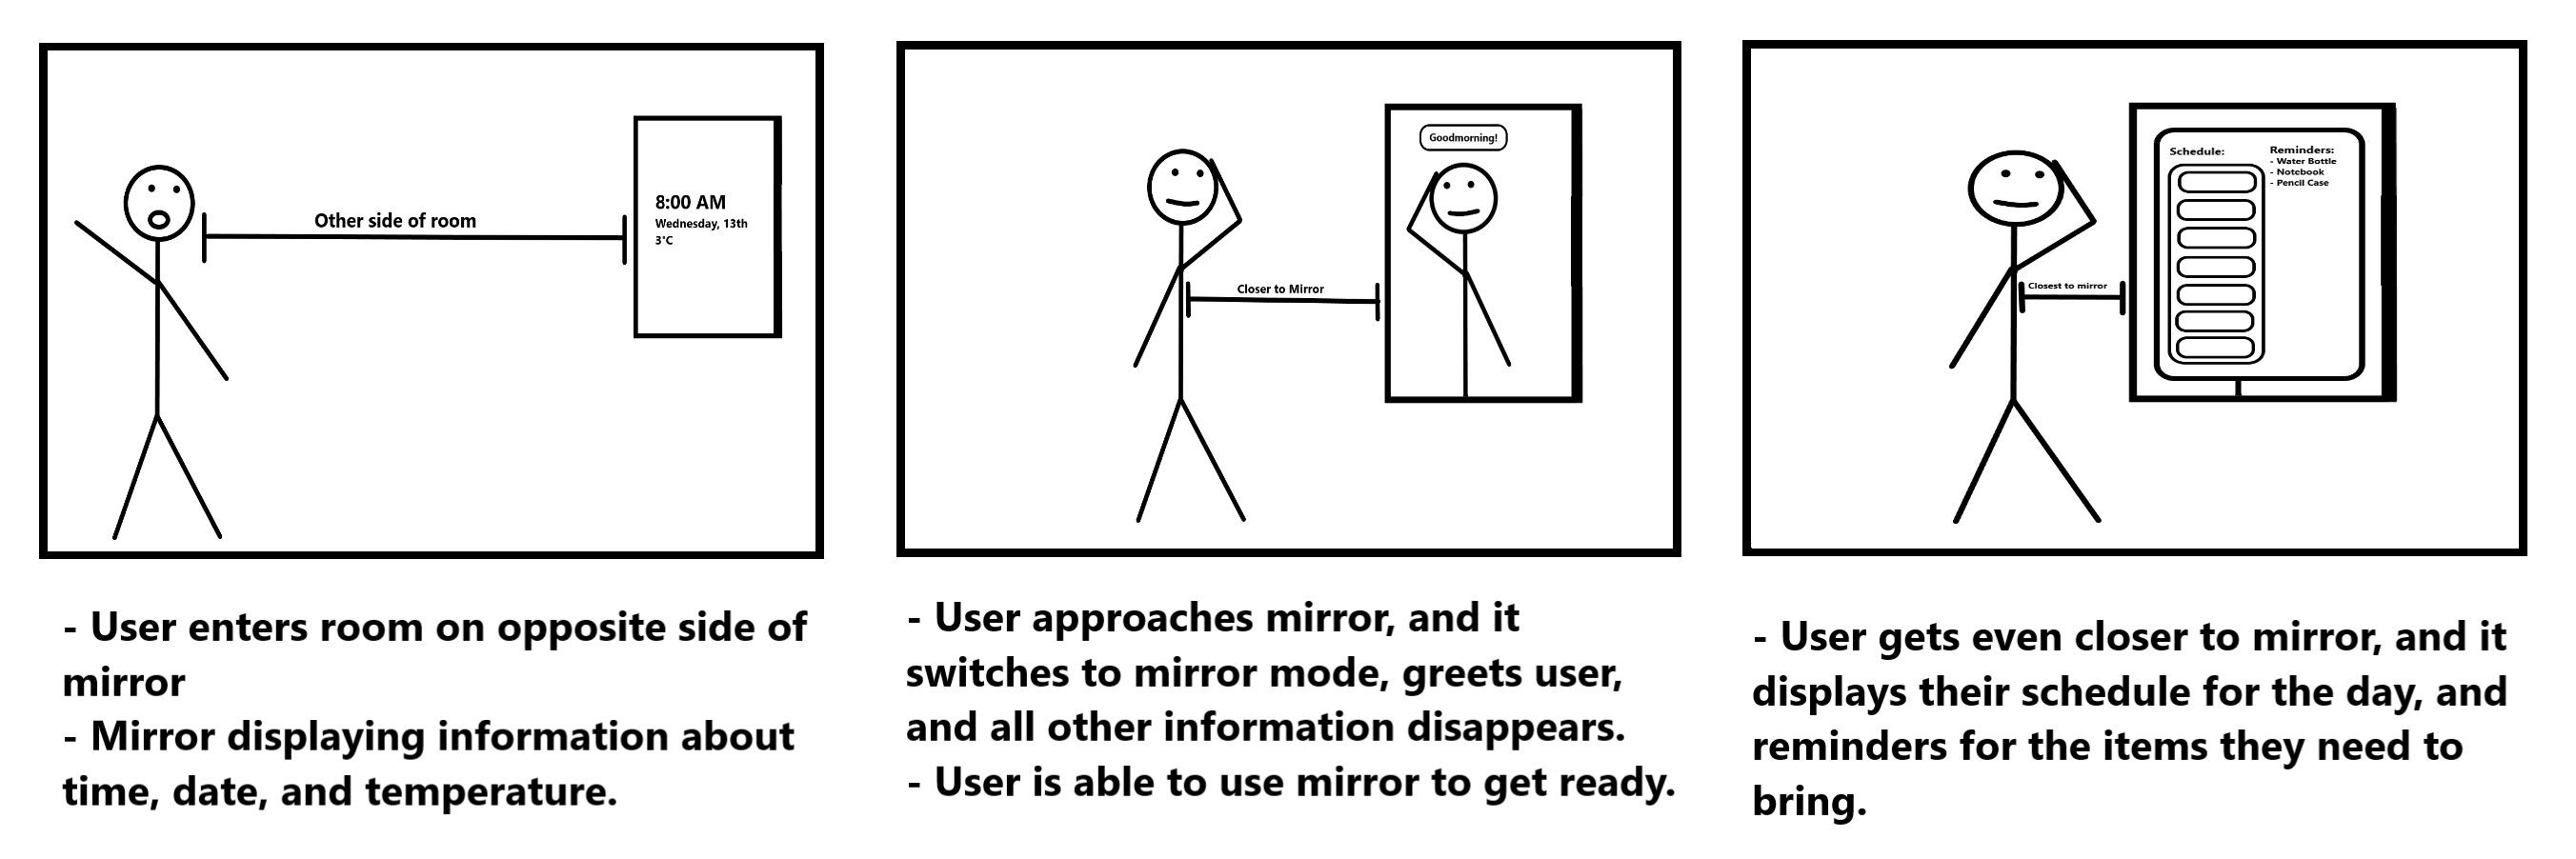 Other side of room
8:00 AM
Wednesday, 13th
3°C
- User enters room on opposite side of
mirror
- Mirror displaying information about
time, date, and temperature.
Goodmorning!
Closer to Mirror
- User approaches mirror, and it
switches to mirror mode, greets user,
and all other information disappears.
- User is able to use mirror to get ready.
Closest to mirror
Schedule:
Reminders:
- Water Bottle
- Notebook
- Pencil Case
- User gets even closer to mirror, and it
displays their schedule for the day, and
reminders for the items they need to
bring.